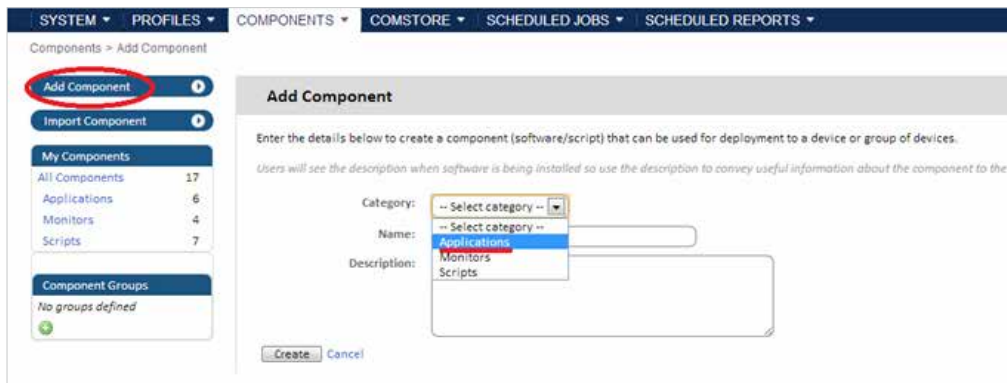 SYSTEM PROFILES COMPONENTS COMSTORE SCHEDULED JOBS SCHEDULED REPORTS
Components > Add Component
Add Component
Import Component
My Components
All Components 17
Applications 6
Monitors 4
Scripts 7
Component Groups
No groups defined
Add Component
Enter the details below to create a component (software/script) that can be used for deployment to a device or group of devices.
Users will see the description when software is being installed so use the description to convey useful information about the component to the
Category: -- Select category --
-- Select category --
Name:
Applications
Monitors
Description:
Scripts
Create Cancel